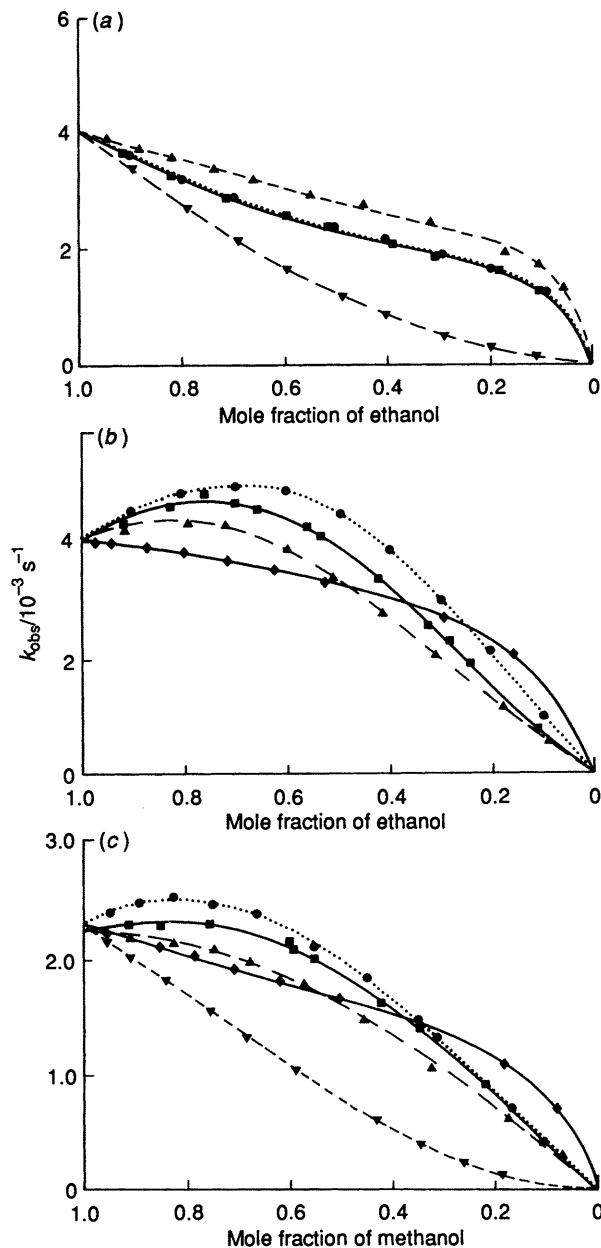 (a)
6
4
2
0
1.0 0.8 0.6 0.4 0.2 0
Mole fraction of ethanol
(b)
4
2
0
k_obs/10⁻³ s⁻¹
1.0 0.8 0.6 0.4 0.2 0
Mole fraction of ethanol
(c)
3.0
2.0
1.0
0
1.0 0.8 0.6 0.4 0.2 0
Mole fraction of methanol